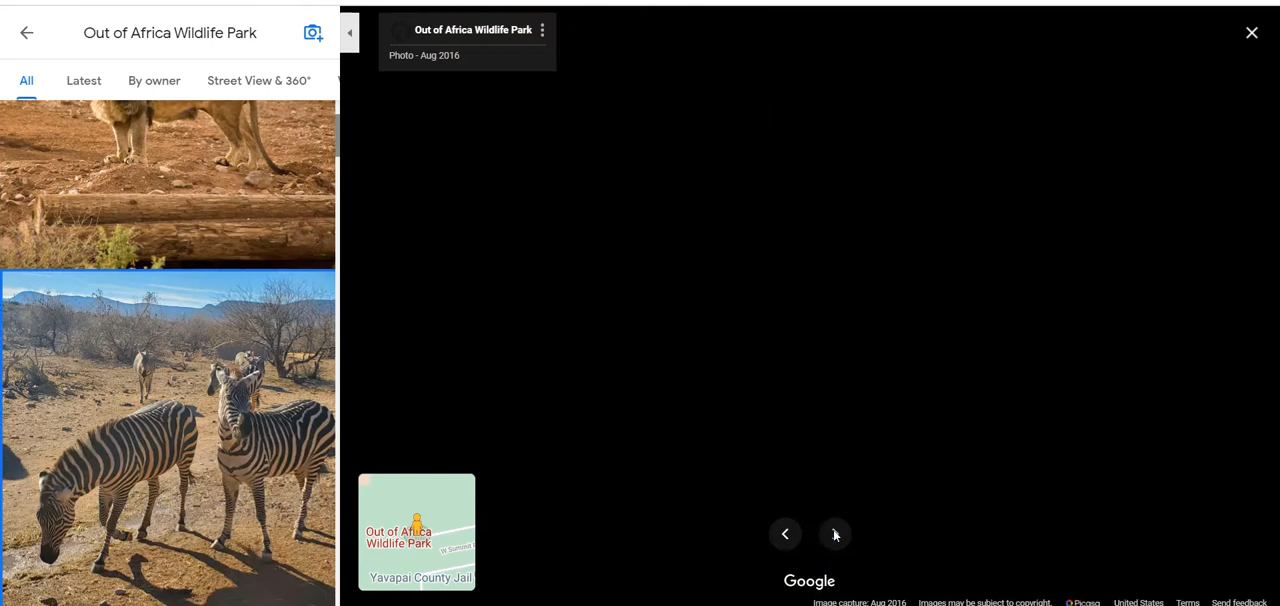 Out of Africa Wildlife Park
All Latest By owner Street View & 360°
Out of Africa Wildlife Park
Photo - Aug 2016
Out of Africa
Wildlife Park
W. Summit
Yavapai County Jail
Google
Image capture: Aug 2016 Images may be subject to copyright. Picasa United States Terms Send feedback